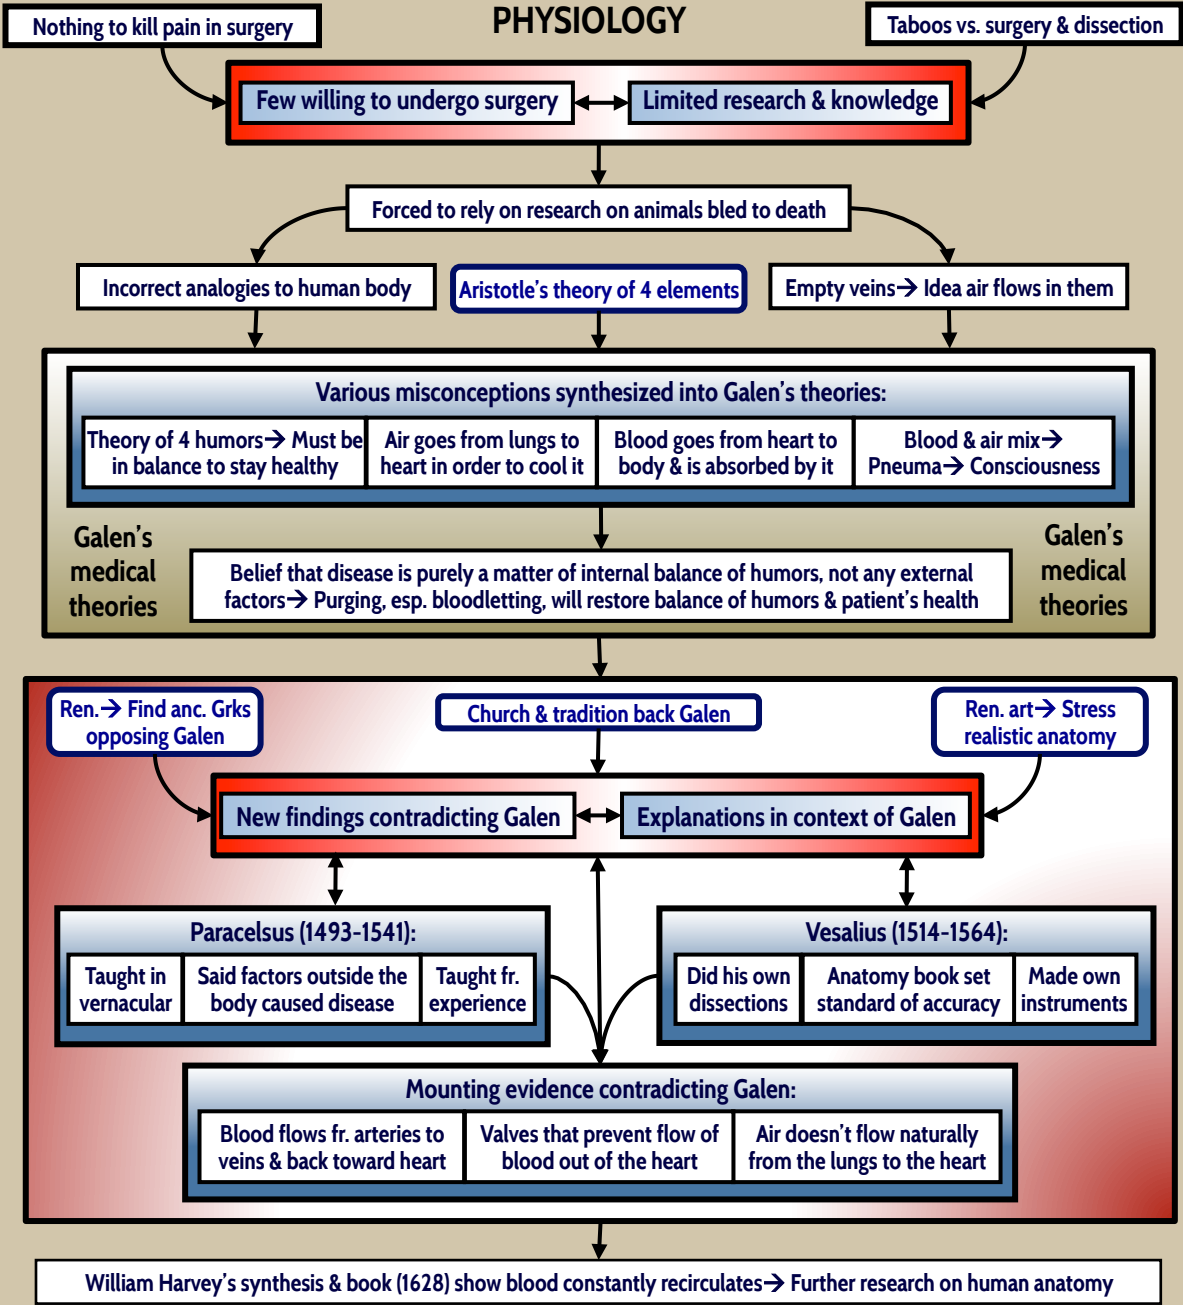 PHYSIOLOGY
Nothing to kill pain in surgery
Taboos vs. surgery & dissection
Few willing to undergo surgery
Limited research & knowledge
Forced to rely on research on animals bled to death
Incorrect analogies to human body
Aristotle's theory of 4 elements
Empty veins→ Idea air flows in them
Various misconceptions synthesized into Galen's theories:
Theory of 4 humors→ Must be
in balance to stay healthy
Air goes from lungs to
heart in order to cool it
Blood goes from heart to
body & is absorbed by it
Blood & air mix→
Pneuma→ Consciousness
Galen's
medical
theories
Belief that disease is purely a matter of internal balance of humors, not any external
factors→ Purging, esp. bloodletting, will restore balance of humors & patient's health
Galen's
medical
theories
Ren.→ Find anc. Grks
opposing Galen
Church & tradition back Galen
Ren. art→ Stress
realistic anatomy
New findings contradicting Galen
Explanations in context of Galen
Paracelsus (1493-1541):
Taught in
vernacular
Said factors outside the
body caused disease
Taught fr.
experience
Vesalius (1514-1564):
Did his own
dissections
Anatomy book set
standard of accuracy
Made own
instruments
Mounting evidence contradicting Galen:
Blood flows fr. arteries to
veins & back toward heart
Valves that prevent flow of
blood out of the heart
Air doesn't flow naturally
from the lungs to the heart
William Harvey's synthesis & book (1628) show blood constantly recirculates→ Further research on human anatomy